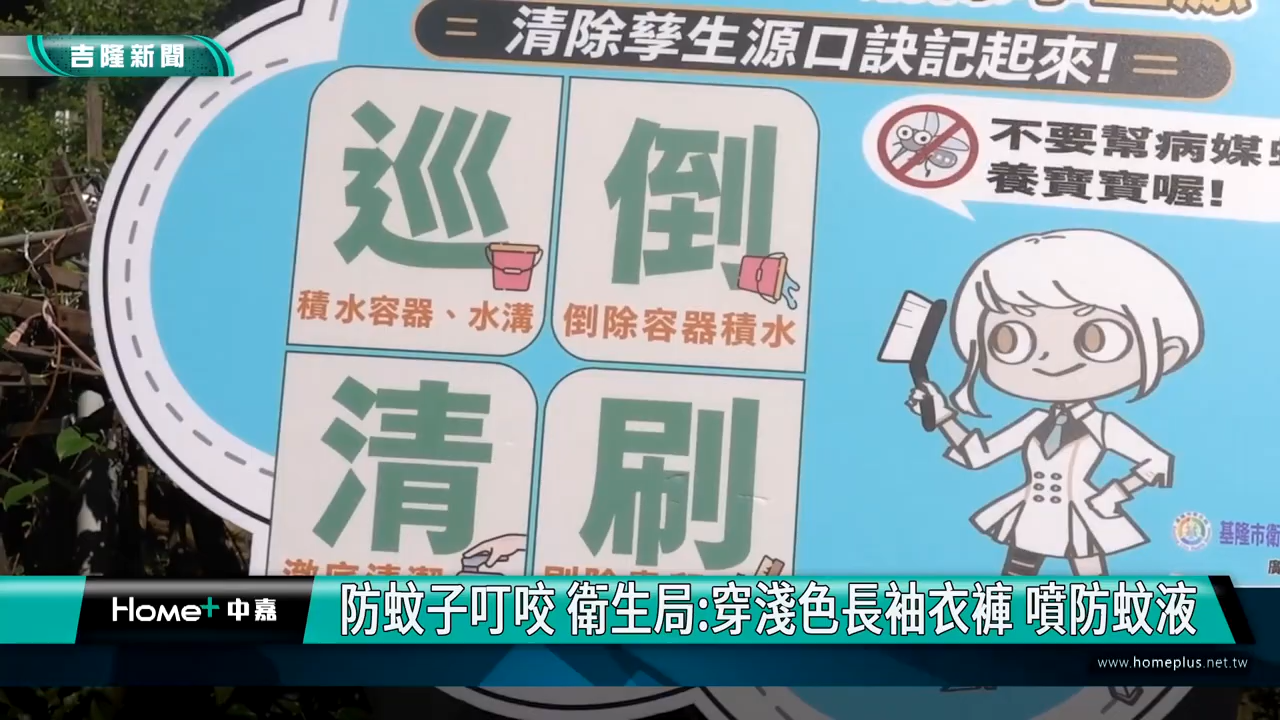 吉隆新聞
= 清除孳生源口訣記起來! =
不要幫病媒
養寶寶喔!
巡
積水容器、水溝
倒
倒除容器積水
清
刷
基隆市衛
Home+ 中嘉
防蚊子叮咬 衛生局:穿淺色長袖衣褲 噴防蚊液
www.homeplus.net.tw